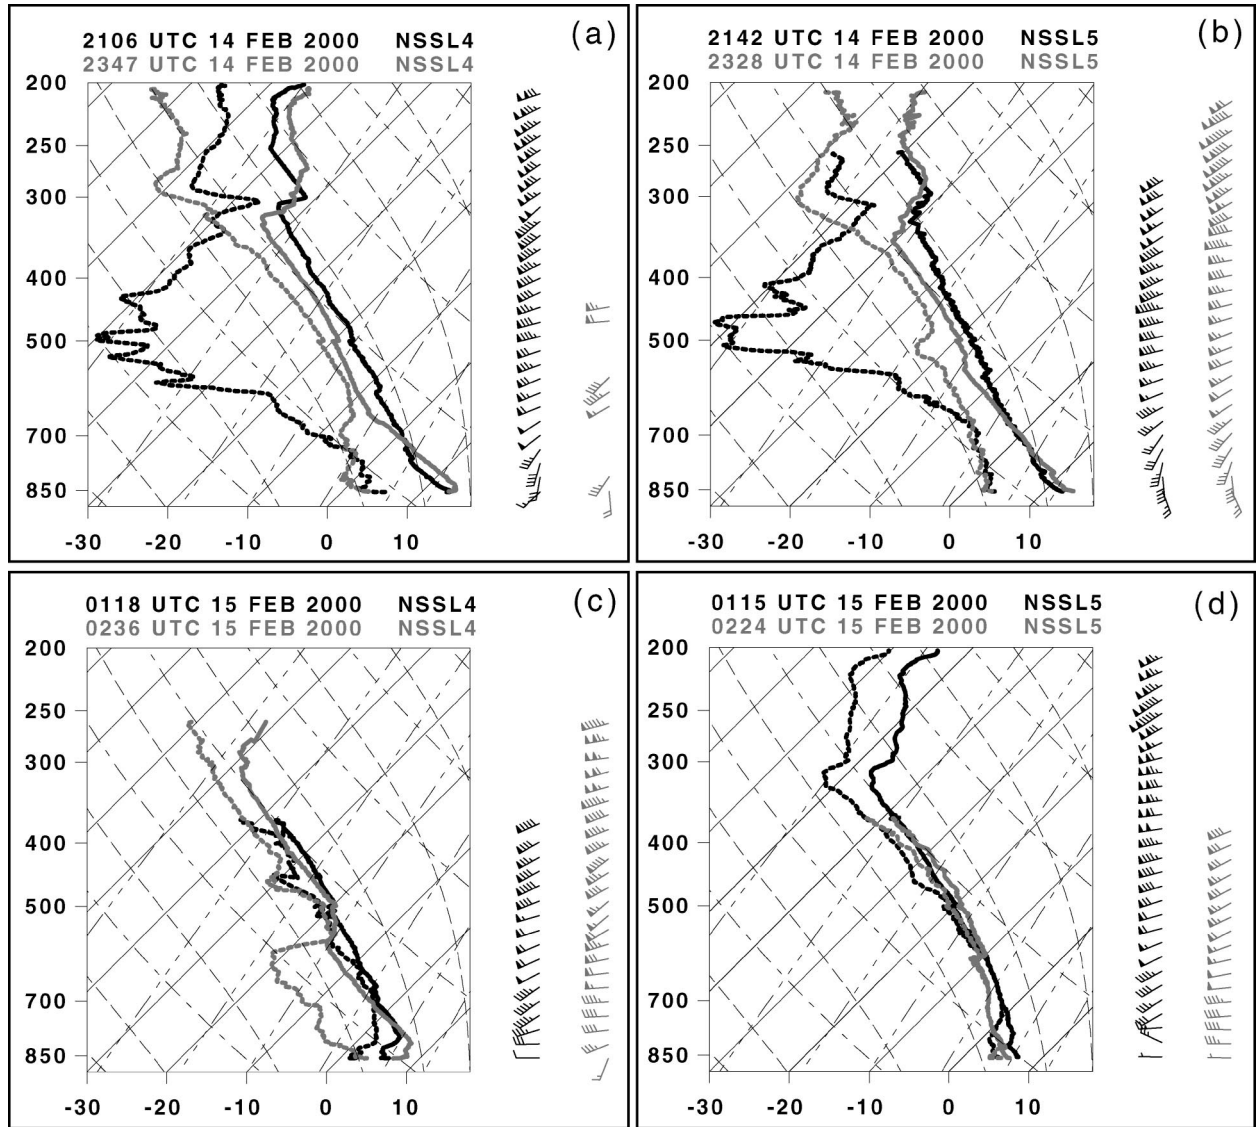 (a)
2106 UTC 14 FEB 2000 NSSL4
2347 UTC 14 FEB 2000 NSSL4
200
250
300
400
500
700
850
-30 -20 -10 0 10
(b)
2142 UTC 14 FEB 2000 NSSL5
2328 UTC 14 FEB 2000 NSSL5
200
250
300
400
500
700
850
-30 -20 -10 0 10
(c)
0118 UTC 15 FEB 2000 NSSL4
0236 UTC 15 FEB 2000 NSSL4
200
250
300
400
500
700
850
-30 -20 -10 0 10
(d)
0115 UTC 15 FEB 2000 NSSL5
0224 UTC 15 FEB 2000 NSSL5
200
250
300
400
500
700
850
-30 -20 -10 0 10